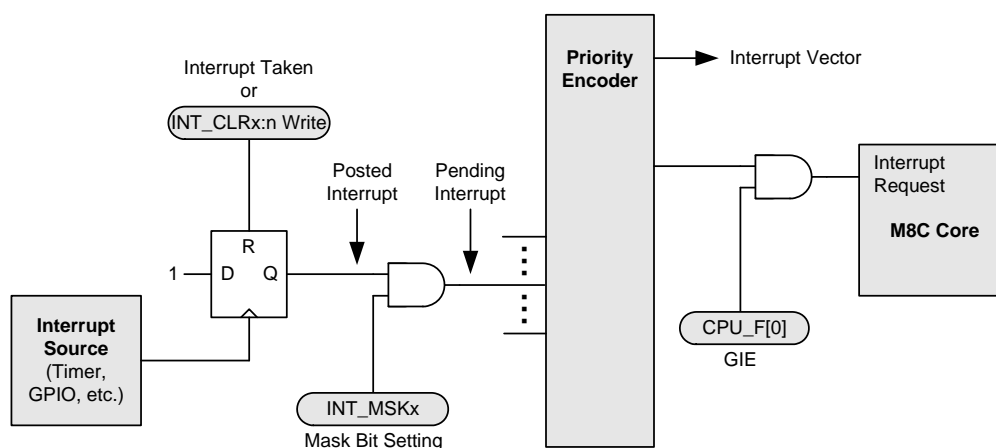 Interrupt Taken
or
INT_CLRx:n Write
Priority
Encoder
Interrupt Vector
Posted
Interrupt
Pending
Interrupt
Interrupt
Request
M8C Core
R
1
D
Q
Interrupt
Source
(Timer,
GPIO, etc.)
CPU_F[0]
GIE
INT_MSKx
Mask Bit Setting